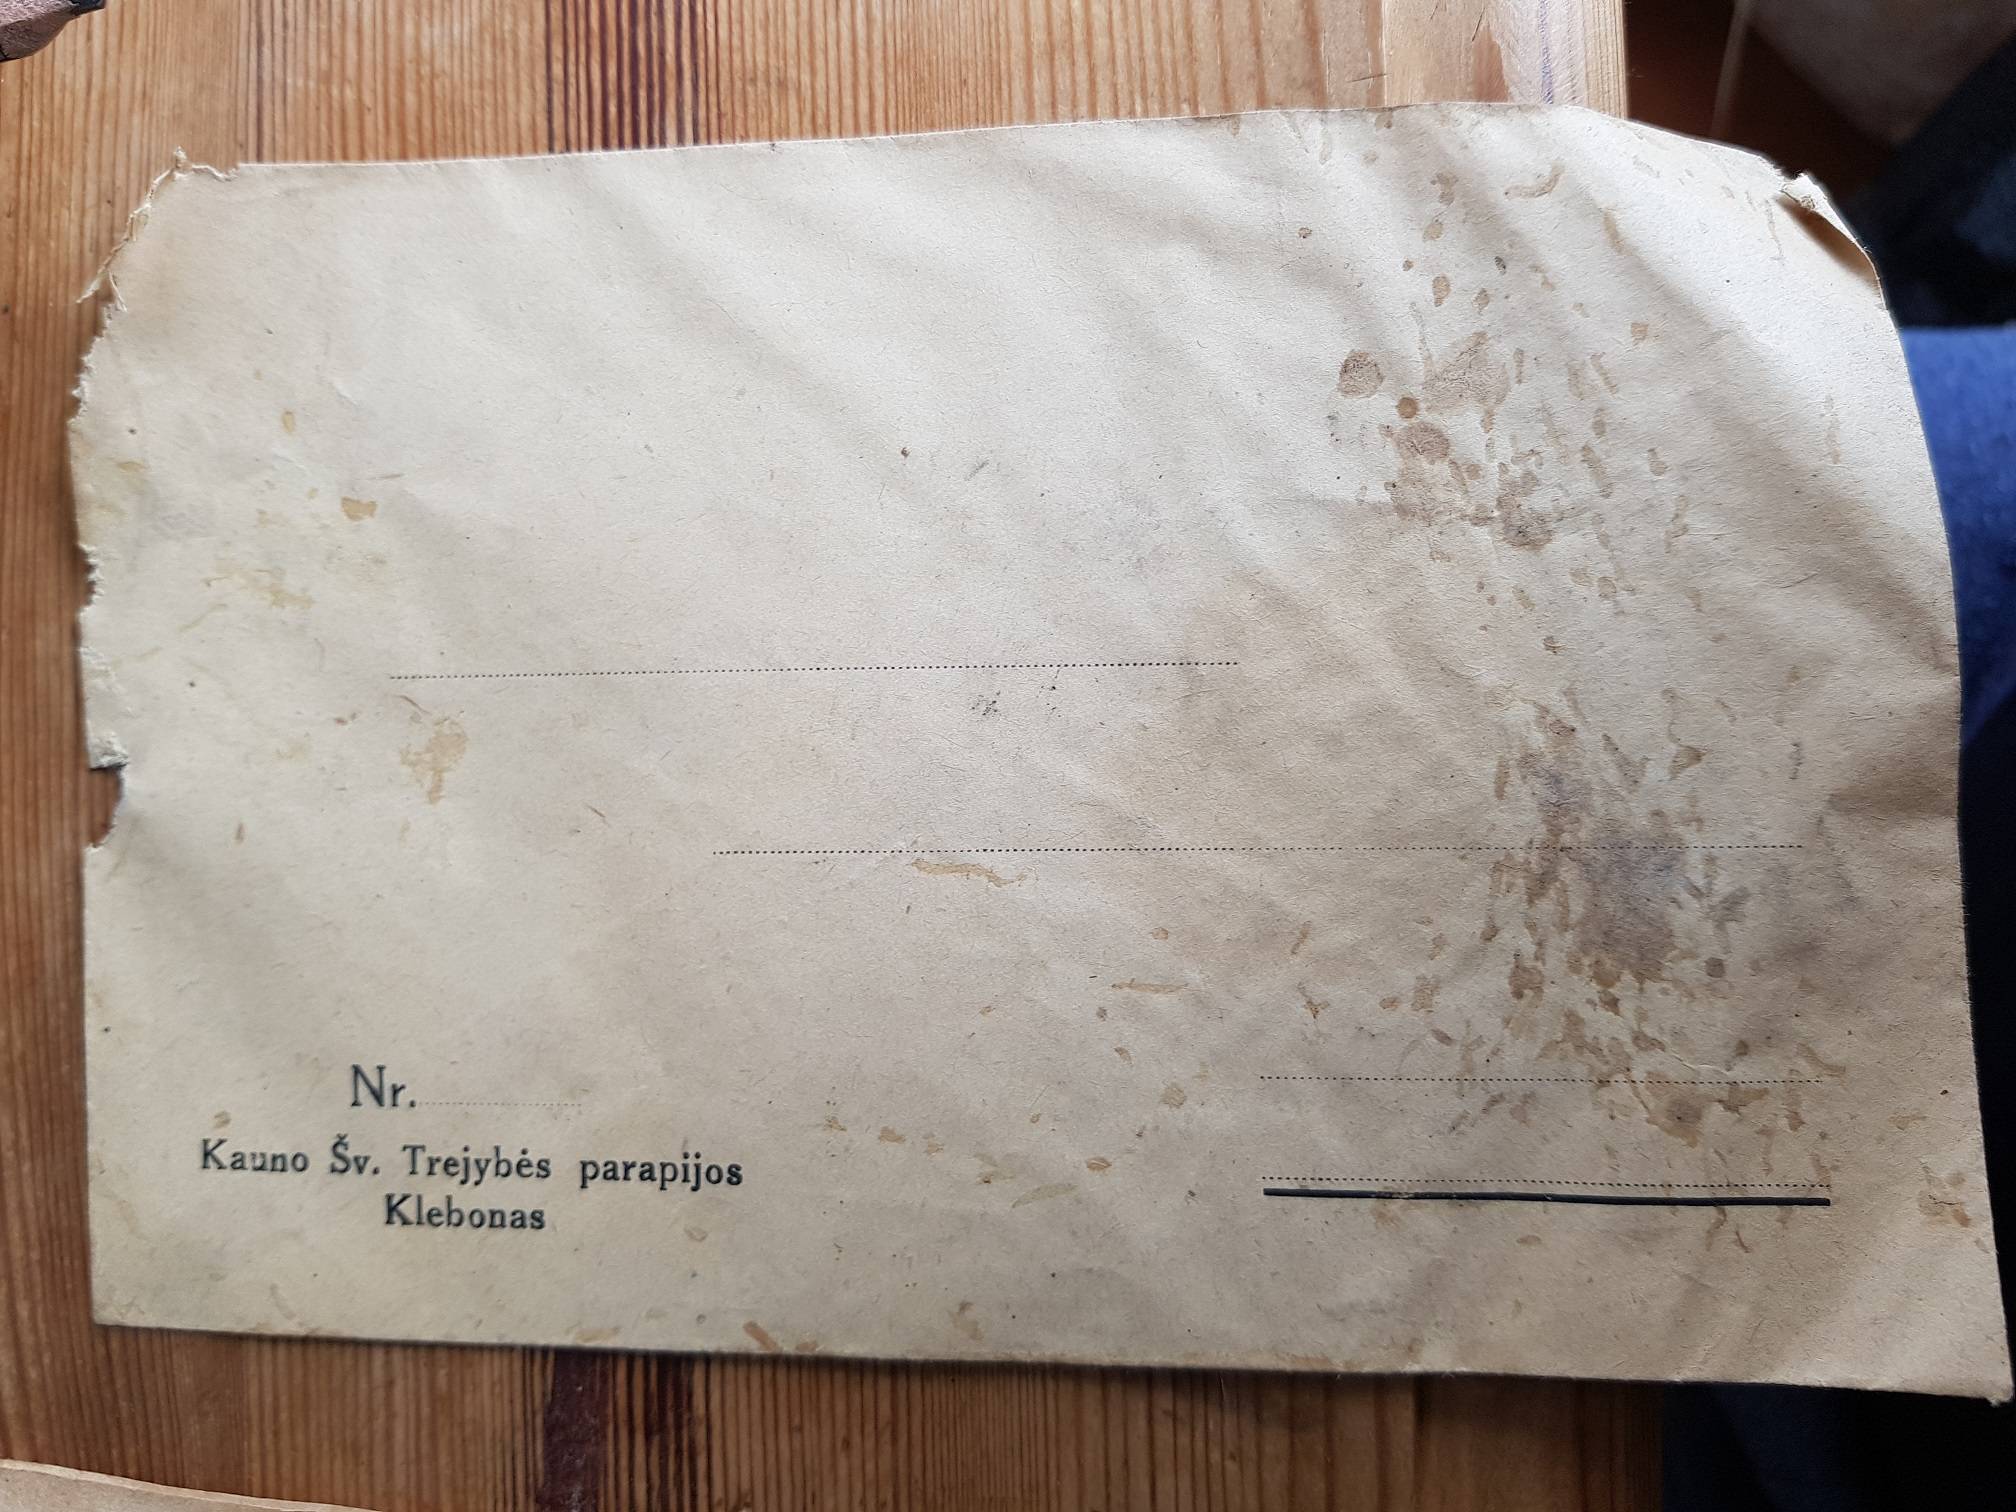 Nr.
Kauno Šv. Trejybės parapijos
Klebonas